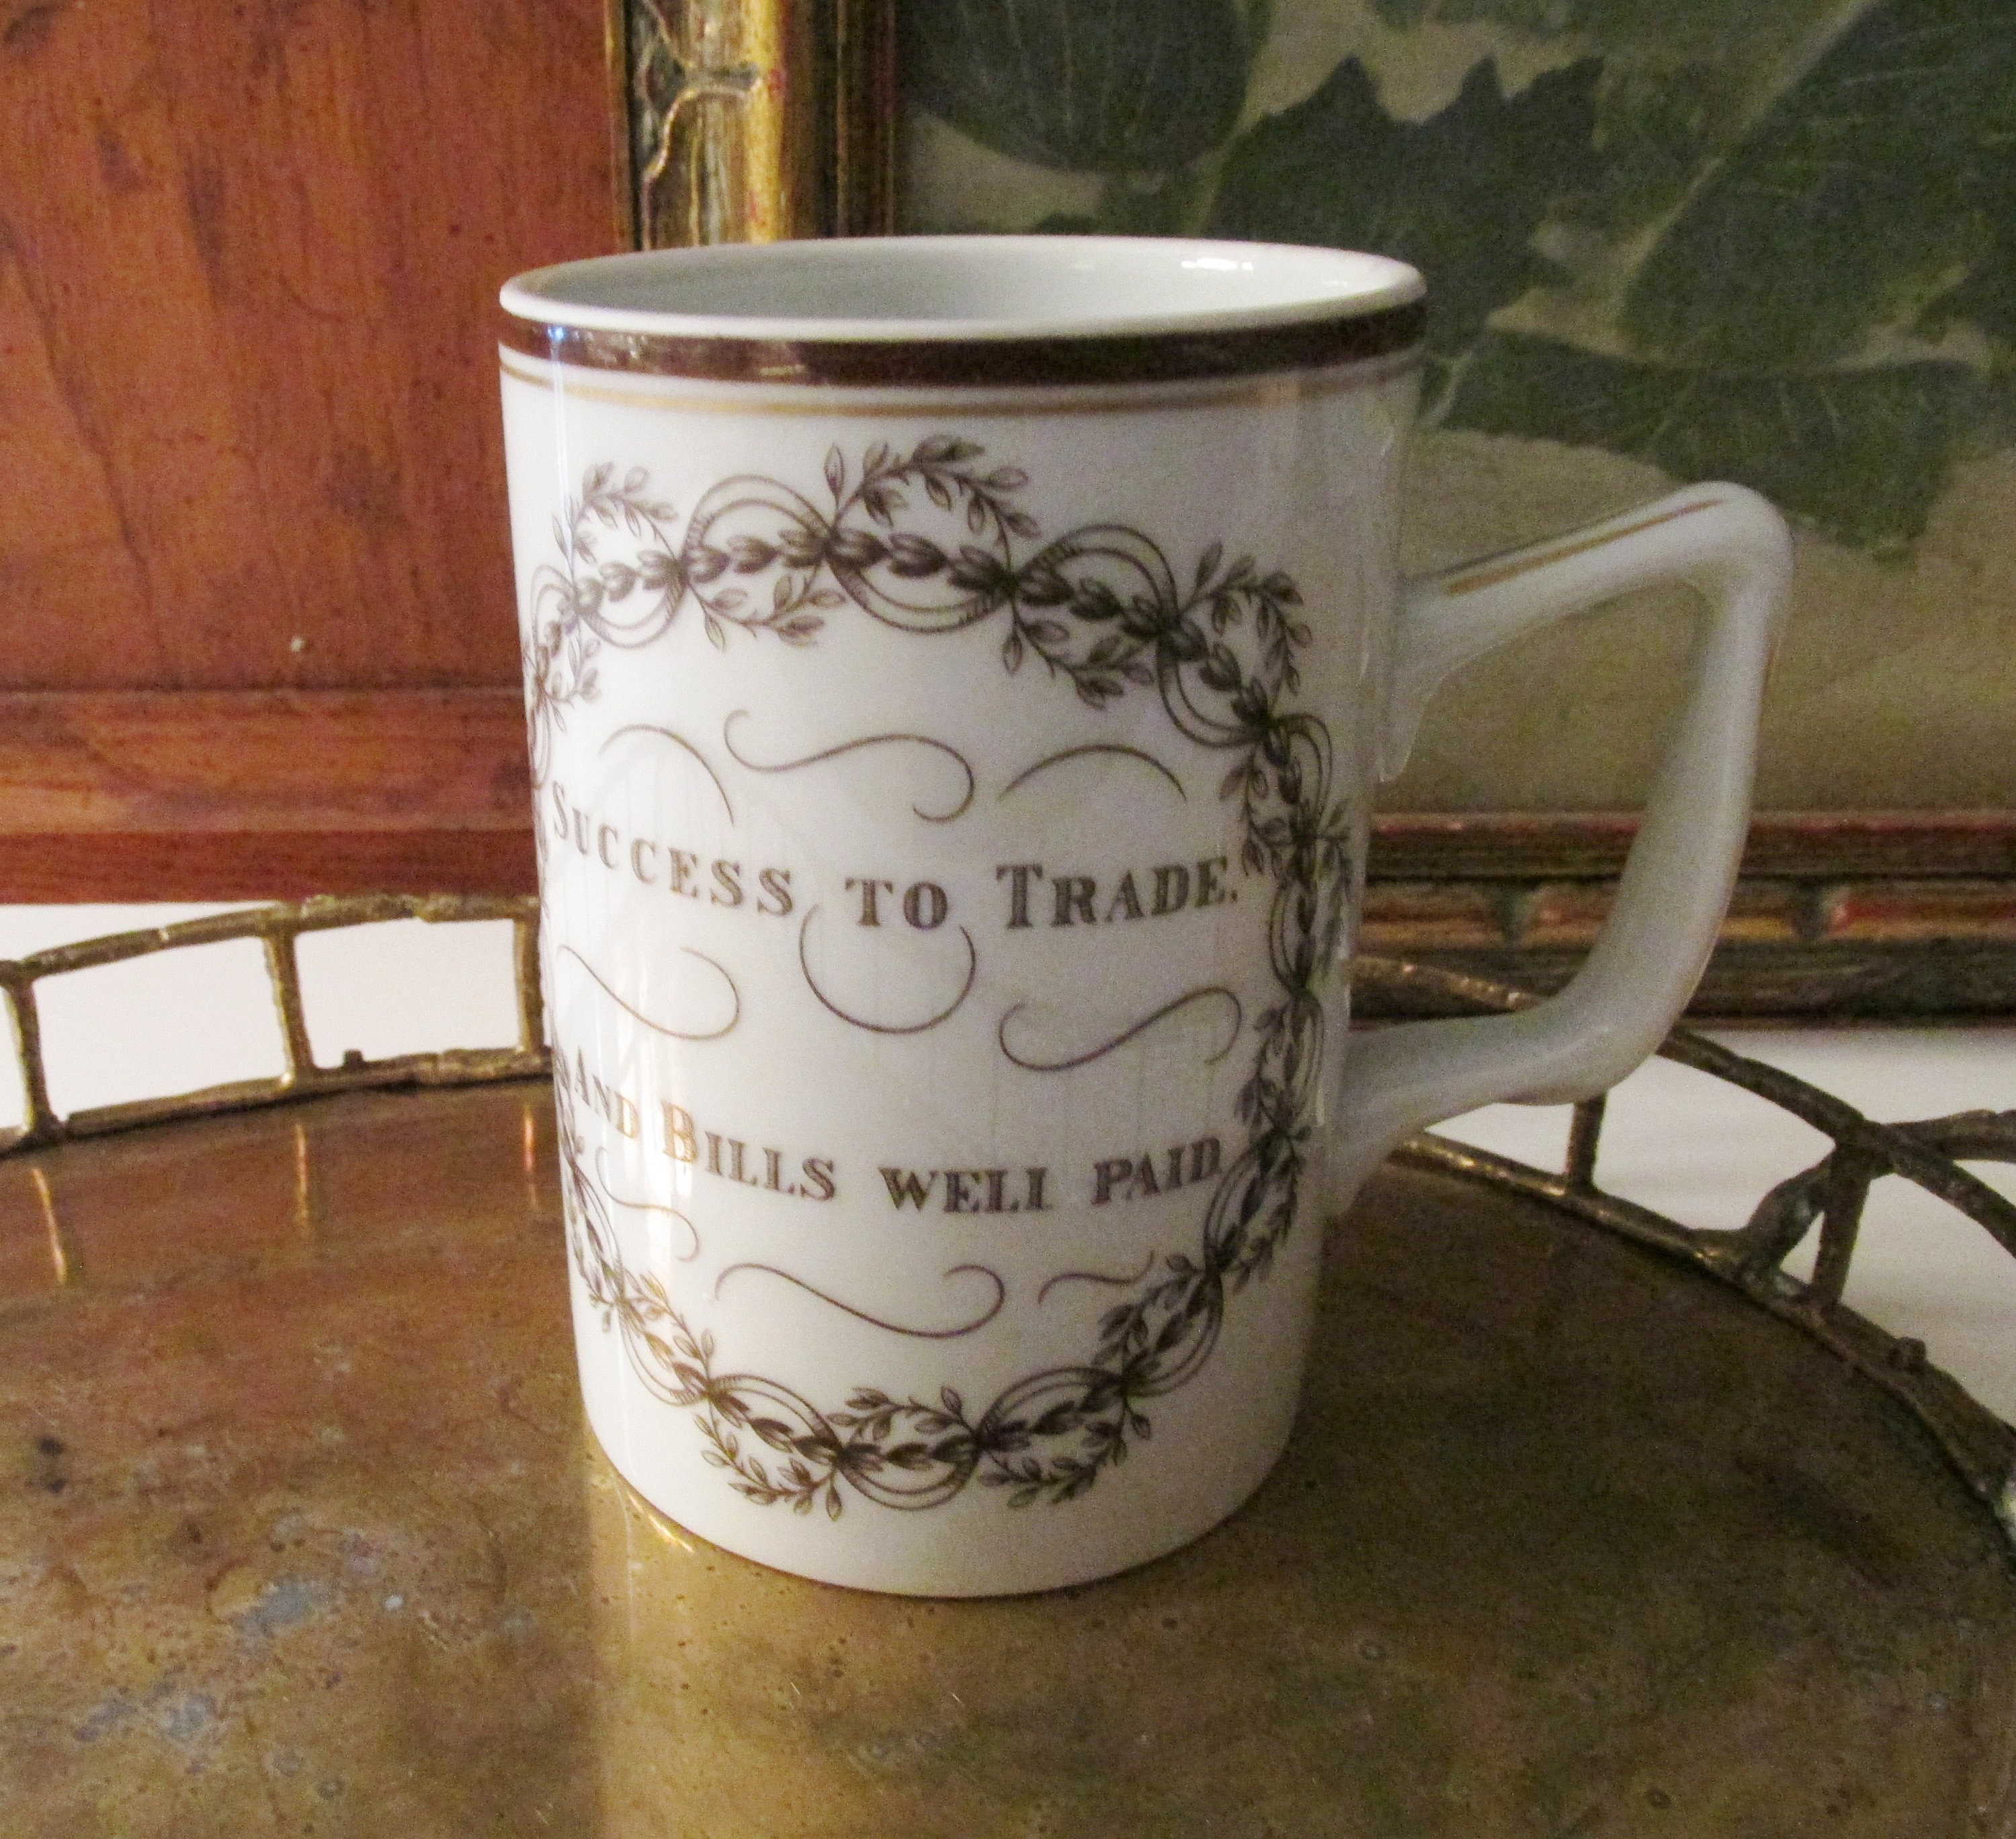 SUCCESS TO TRADE.
AND BILLS WELL PAID